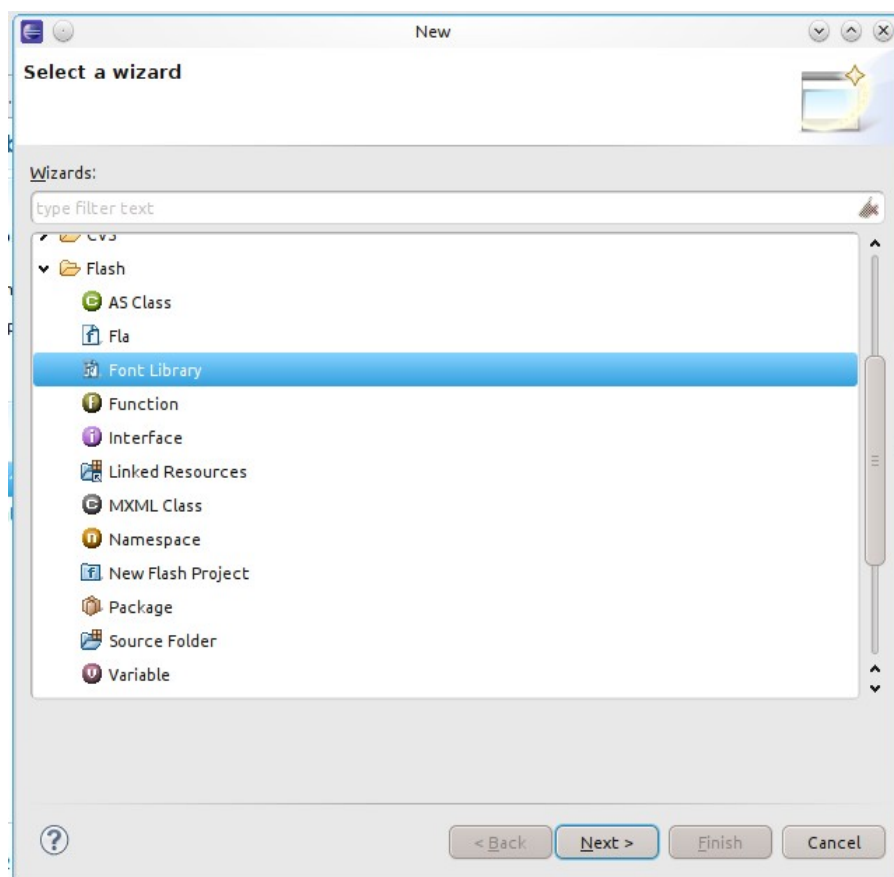 New
Select a wizard
Wizards:
type filter text
CVS
Flash
AS Class
Fla
Font Library
Function
Interface
Linked Resources
MXML Class
Namespace
New Flash Project
Package
Source Folder
Variable
< Back Next > Finish Cancel